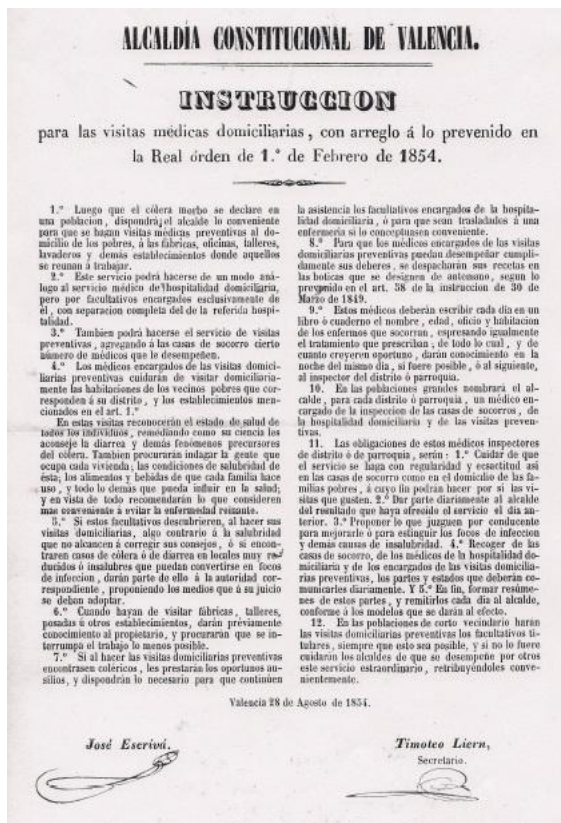 ALCALDÍA CONSTITUCIONAL DE VALENCIA.
INSTRUCCION
para las visitas médicas domiciliarias, con arreglo á lo prevenido en
la Real órden de 1.º de Febrero de 1854.
1.º Luego que el cólera morbo se declare en
una poblacion, dispondrá el alcalde lo conveniente
para que se hagan visitas médicas preventivas al do-
micilio de los pobres, á las fábricas, oficinas, talleres,
lavaderos y demás establecimientos donde aquellos
se reunan á trabajar.
2.º Este servicio podrá hacerse de un modo aná-
logo al servicio médico de hospitalidad domiciliaria,
pero por facultativos encargados esclusivamente de
él, con separacion completa del de la referida hospi-
talidad.
3.º Tambien podrá hacerse el servicio de visitas
preventivas, agregando á las casas de socorro cierto
número de médicos que le desempeñen.
4.º Los médicos encargados de las visitas domici-
liarias preventivas cuidarán de visitar domiciliaria-
mente las habitaciones de los vecinos pobres que cor-
responden á su distrito, y los establecimientos men-
cionados en el art. 1.º
En estas visitas reconocerán el estado de salud de
todos los individuos, remediando como su ciencia les
aconseje la diarrea y demás fenómenos precursores
del cólera. Tambien procurarán indagar la gente que
ocupa cada vivienda; las condiciones de salubridad de
ésta; los alimentos y bebidas de que cada familia hace
uso, y todo lo demás que pueda influir en la salud;
y en vista de todo recomendarán lo que consideren
mas conveniente á evitar la enfermedad reinante.
5.º Si estos facultativos descubrieren, al hacer sus
visitas domiciliarias, algo contrario á la salubridad
que no alcancen á corregir sus consejos, ó si encon-
traren casos de cólera ó de diarrea en locales muy re-
ducidos ó insalubres que puedan convertirse en focos
de infeccion, darán parte de ello á la autoridad cor-
respondiente, proponiendo los medios que á su juicio
se deban adoptar.
6.º Cuando hayan de visitar fábricas, talleres,
posadas ú otros establecimientos, darán préviamente
conocimiento al propietario, y procurarán que se in-
terrumpa el trabajo lo menos posible.
7.º Si al hacer las visitas domiciliarias preventivas
encontrasen coléricos, les prestarán los oportunos au-
silios, y dispondrán lo necesario para que continúen
la asistencia los facultativos encargados de la hospita-
lidad domiciliaria, ó para que sean trasladados á una
enfermería si lo conceptuasen conveniente.
8.º Para que los médicos encargados de las visitas
domiciliarias preventivas puedan desempeñar cumpli-
damente sus deberes, se despacharán sus recetas en
las boticas que se designen de antemano, segun lo
prevenido en el art. 38 de la instruccion de 30 de
Marzo de 1849.
9.º Estos médicos deberán escribir cada dia en un
libro ó cuaderno el nombre, edad, oficio y habitacion
de los enfermos que socorran, espresando igualmente
el tratamiento que prescriban; de todo lo cual, y de
cuanto creyeren oportuno, darán conocimiento en la
noche del mismo dia, si fuere posible, ó al siguiente,
al inspector del distrito ó parroquia.
10. En las poblaciones grandes nombrará el al-
calde, para cada distrito ó parroquia, un médico en-
cargado de la inspeccion de las casas de socorros, de
la hospitalidad domiciliaria y de las visitas preven-
tivas.
11. Las obligaciones de estos médicos inspectores
de distrito ó de parroquia, serán: 1.º Cuidar de que
el servicio se haga con regularidad y ecsactitud así
en las casas de socorro como en el domicilio de las fa-
milias pobres, á cuyo fin podrán hacer por sí las vi-
sitas que gusten. 2.º Dar parte diariamente al alcalde
del resultado que haya ofrecido el servicio el dia an-
terior. 3.º Proponer lo que juzguen por conducente
para mejorarle ó para estinguir los focos de infeccion
y demás causas de insalubridad. 4.º Recoger de las
casas de socorro, de los médicos de la hospitalidad do-
miciliaria y de los encargados de las visitas domicilia-
rias preventivas, los partes y estados que deberán co-
municarles diariamente. Y 5.º En fin, formar resúme-
nes de estos partes, y remitirlos cada dia al alcalde,
conforme á los modelos que se darán al efecto.
12. En las poblaciones de corto vecindario harán
las visitas domiciliarias preventivas los facultativos ti-
tulares, siempre que esto sea posible, y si no lo fuere
cuidarán los alcaldes de que se desempeñe por otros
este servicio estraordinario, retribuyéndoles conve-
nientemente.
Valencia 28 de Agosto de 1854.
José Escrivá.
Timoteo Liern,
Secretario.